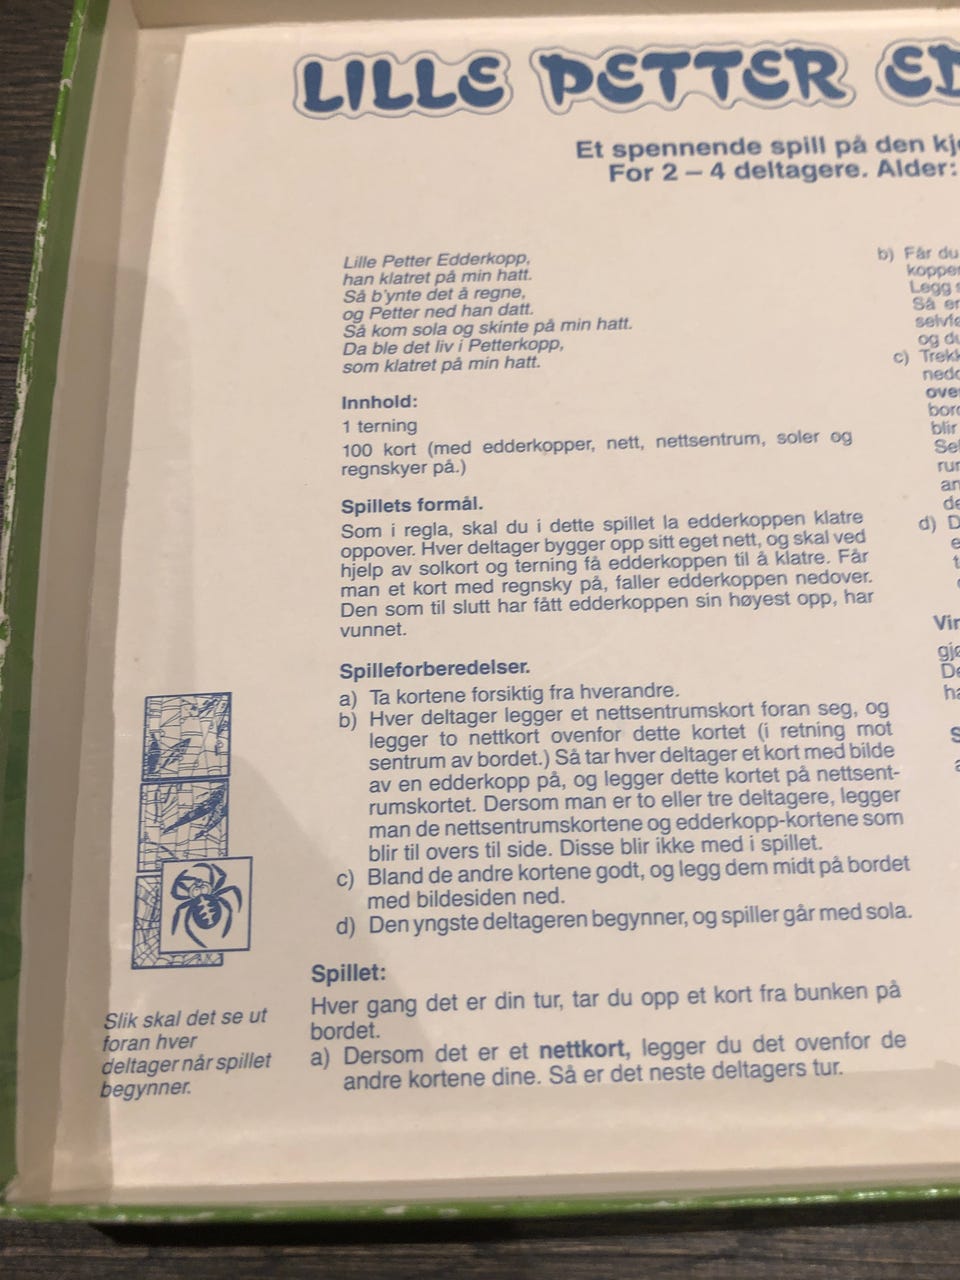 LILLE PETTER
Et spennende spill på den
For 2 – 4 deltagere. Alder:
Lille Petter Edderkopp,
han klatret på min hatt.
Så b'ynte det å regne,
og Petter ned han datt.
Så kom sola og skinte på min hatt.
Da ble det liv i Petterkopp,
som klatret på min hatt.
Innhold:
1 terning
100 kort (med edderkopper, nett, nettsentrum, soler og
regnskyer på.)
Spillets formål.
Som i regla, skal du i dette spillet la edderkoppen klatre
oppover. Hver deltager bygger opp sitt eget nett, og skal ved
hjelp av solkort og terning få edderkoppen til å klatre. Får
man et kort med regnsky på, faller edderkoppen nedover.
Den som til slutt har fått edderkoppen sin høyest opp, har
vunnet.
Spilleforberedelser.
a) Ta kortene forsiktig fra hverandre.
b) Hver deltager legger et nettsentrumskort foran seg, og
legger to nettkort ovenfor dette kortet (i retning mot
sentrum av bordet.) Så tar hver deltager et kort med bilde
av en edderkopp på, og legger dette kortet på nettsent-
rumskortet. Dersom man er to eller tre deltagere, legger
man de nettsentrumskortene og edderkopp-kortene som
blir til overs til side. Disse blir ikke med i spillet.
c) Bland de andre kortene godt, og legg dem midt på bordet
med bildesiden ned.
d) Den yngste deltageren begynner, og spiller går med sola.
Slik skal det se ut
foran hver
deltager når spillet
begynner.
Spillet:
Hver gang det er din tur, tar du opp et kort fra bunken på
bordet.
a) Dersom det er et nettkort, legger du det ovenfor de
andre kortene dine. Så er det neste deltagers tur.
b) Får du
Legg
Så er
og du
c)
blir
d)